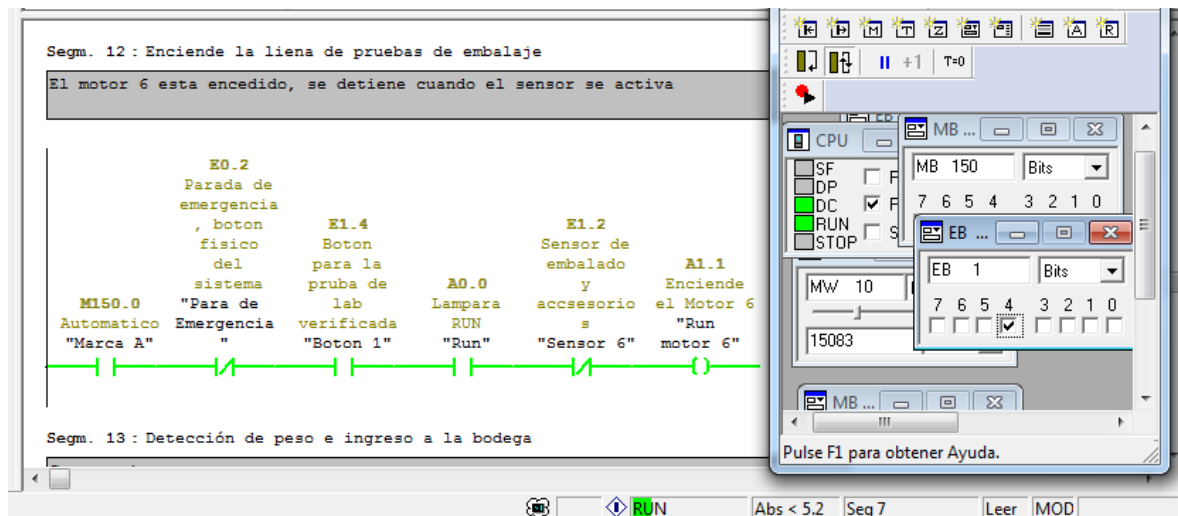 Segm. 12 : Enciende la liena de pruebas de embalaje
El motor 6 esta encedido, se detiene cuando el sensor se activa
M150.0
Automatico
"Marca A"
E0.2
Parada de
emergencia
, boton
fisico
del
sistema
"Para de
Emergencia
"
E1.4
Boton
para la
pruba de
lab
verificada
"Boton 1"
A0.0
Lampara
RUN
"Run"
E1.2
Sensor de
embalado
y
accsesorio
s
"Sensor 6"
A1.1
Enciende
el Motor 6
"Run
motor 6"
Segm. 13 : Detección de peso e ingreso a la bodega
+1
T=0
CPU
SF
DP
DC
RUN
STOP
MB ...
MB 150
Bits
7 6 5 4 3 2 1 0
EB ...
EB 1
Bits
7 6 5 4 3 2 1 0
MW 10
15083
MB ...
Pulse F1 para obtener Ayuda.
RUN
Abs < 5.2
Seg 7
Leer
MOD